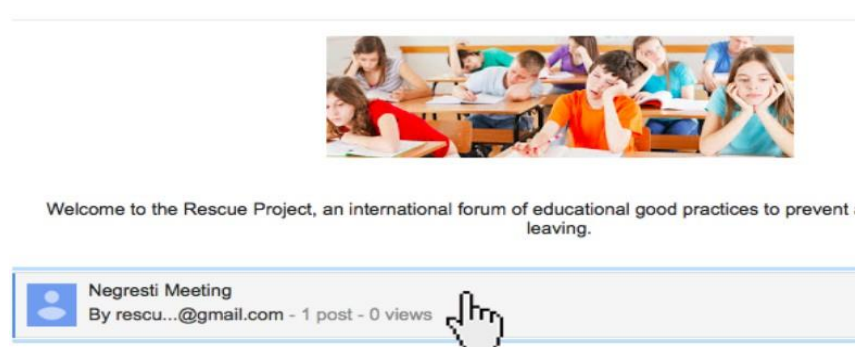 Welcome to the Rescue Project, an international forum of educational good practices to prevent
leaving.
Negresti Meeting
By rescu...@gmail.com - 1 post - 0 views